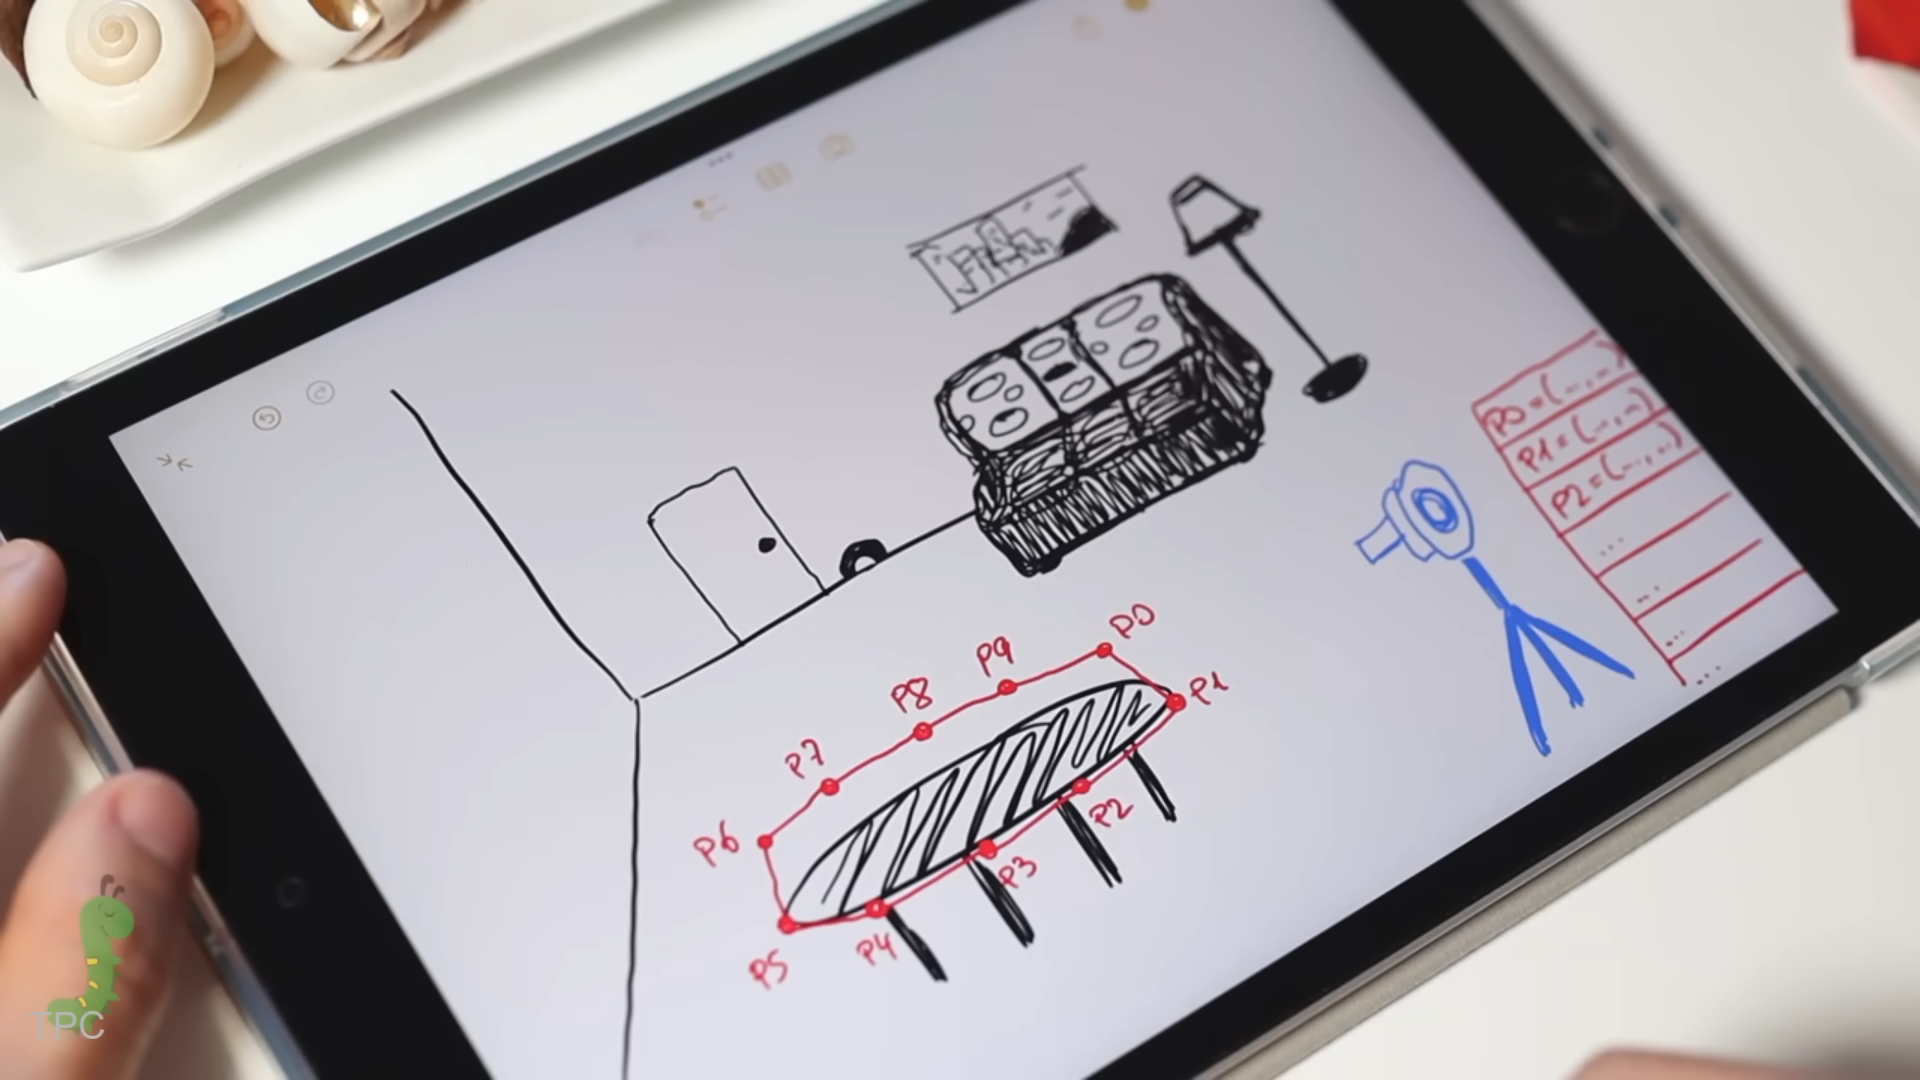 P0 = (..., ...)
P1 = (..., ...)
P2 = (..., ...)
...
...
...
...
P0
P9
P1
P8
P7
P2
P6
P3
P4
P5
TPC